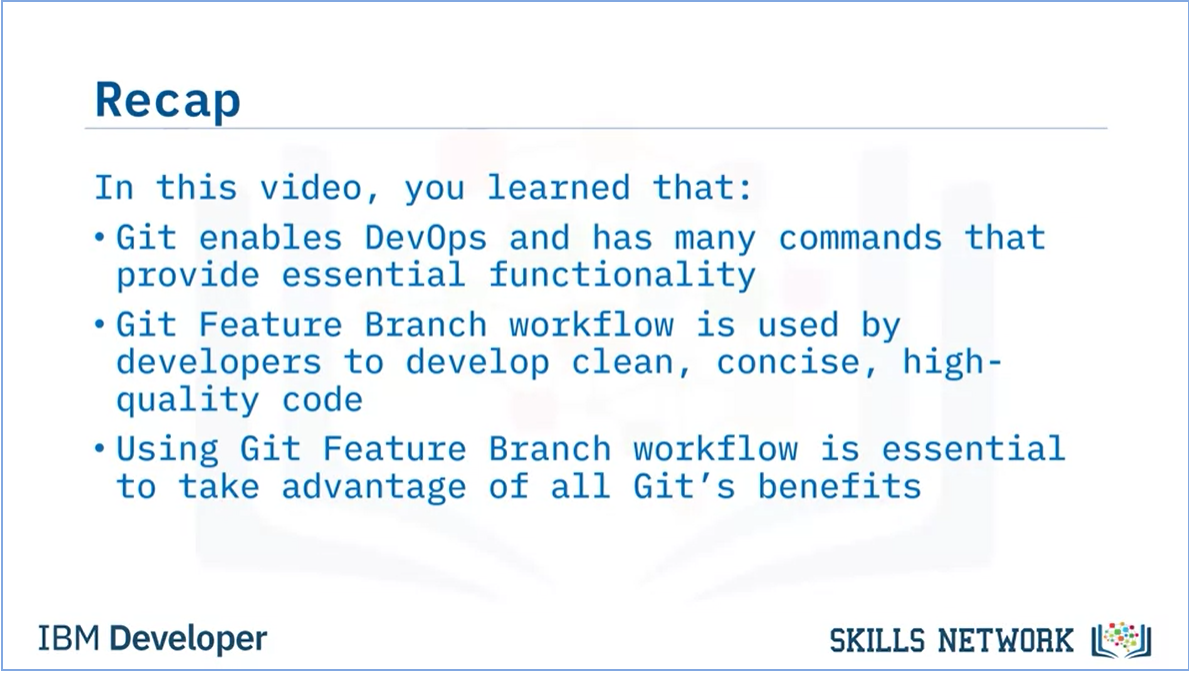 Recap
In this video, you learned that:
• Git enables DevOps and has many commands that
provide essential functionality
• Git Feature Branch workflow is used by
developers to develop clean, concise, high-
quality code
• Using Git Feature Branch workflow is essential
to take advantage of all Git’s benefits
IBM Developer
SKILLS NETWORK